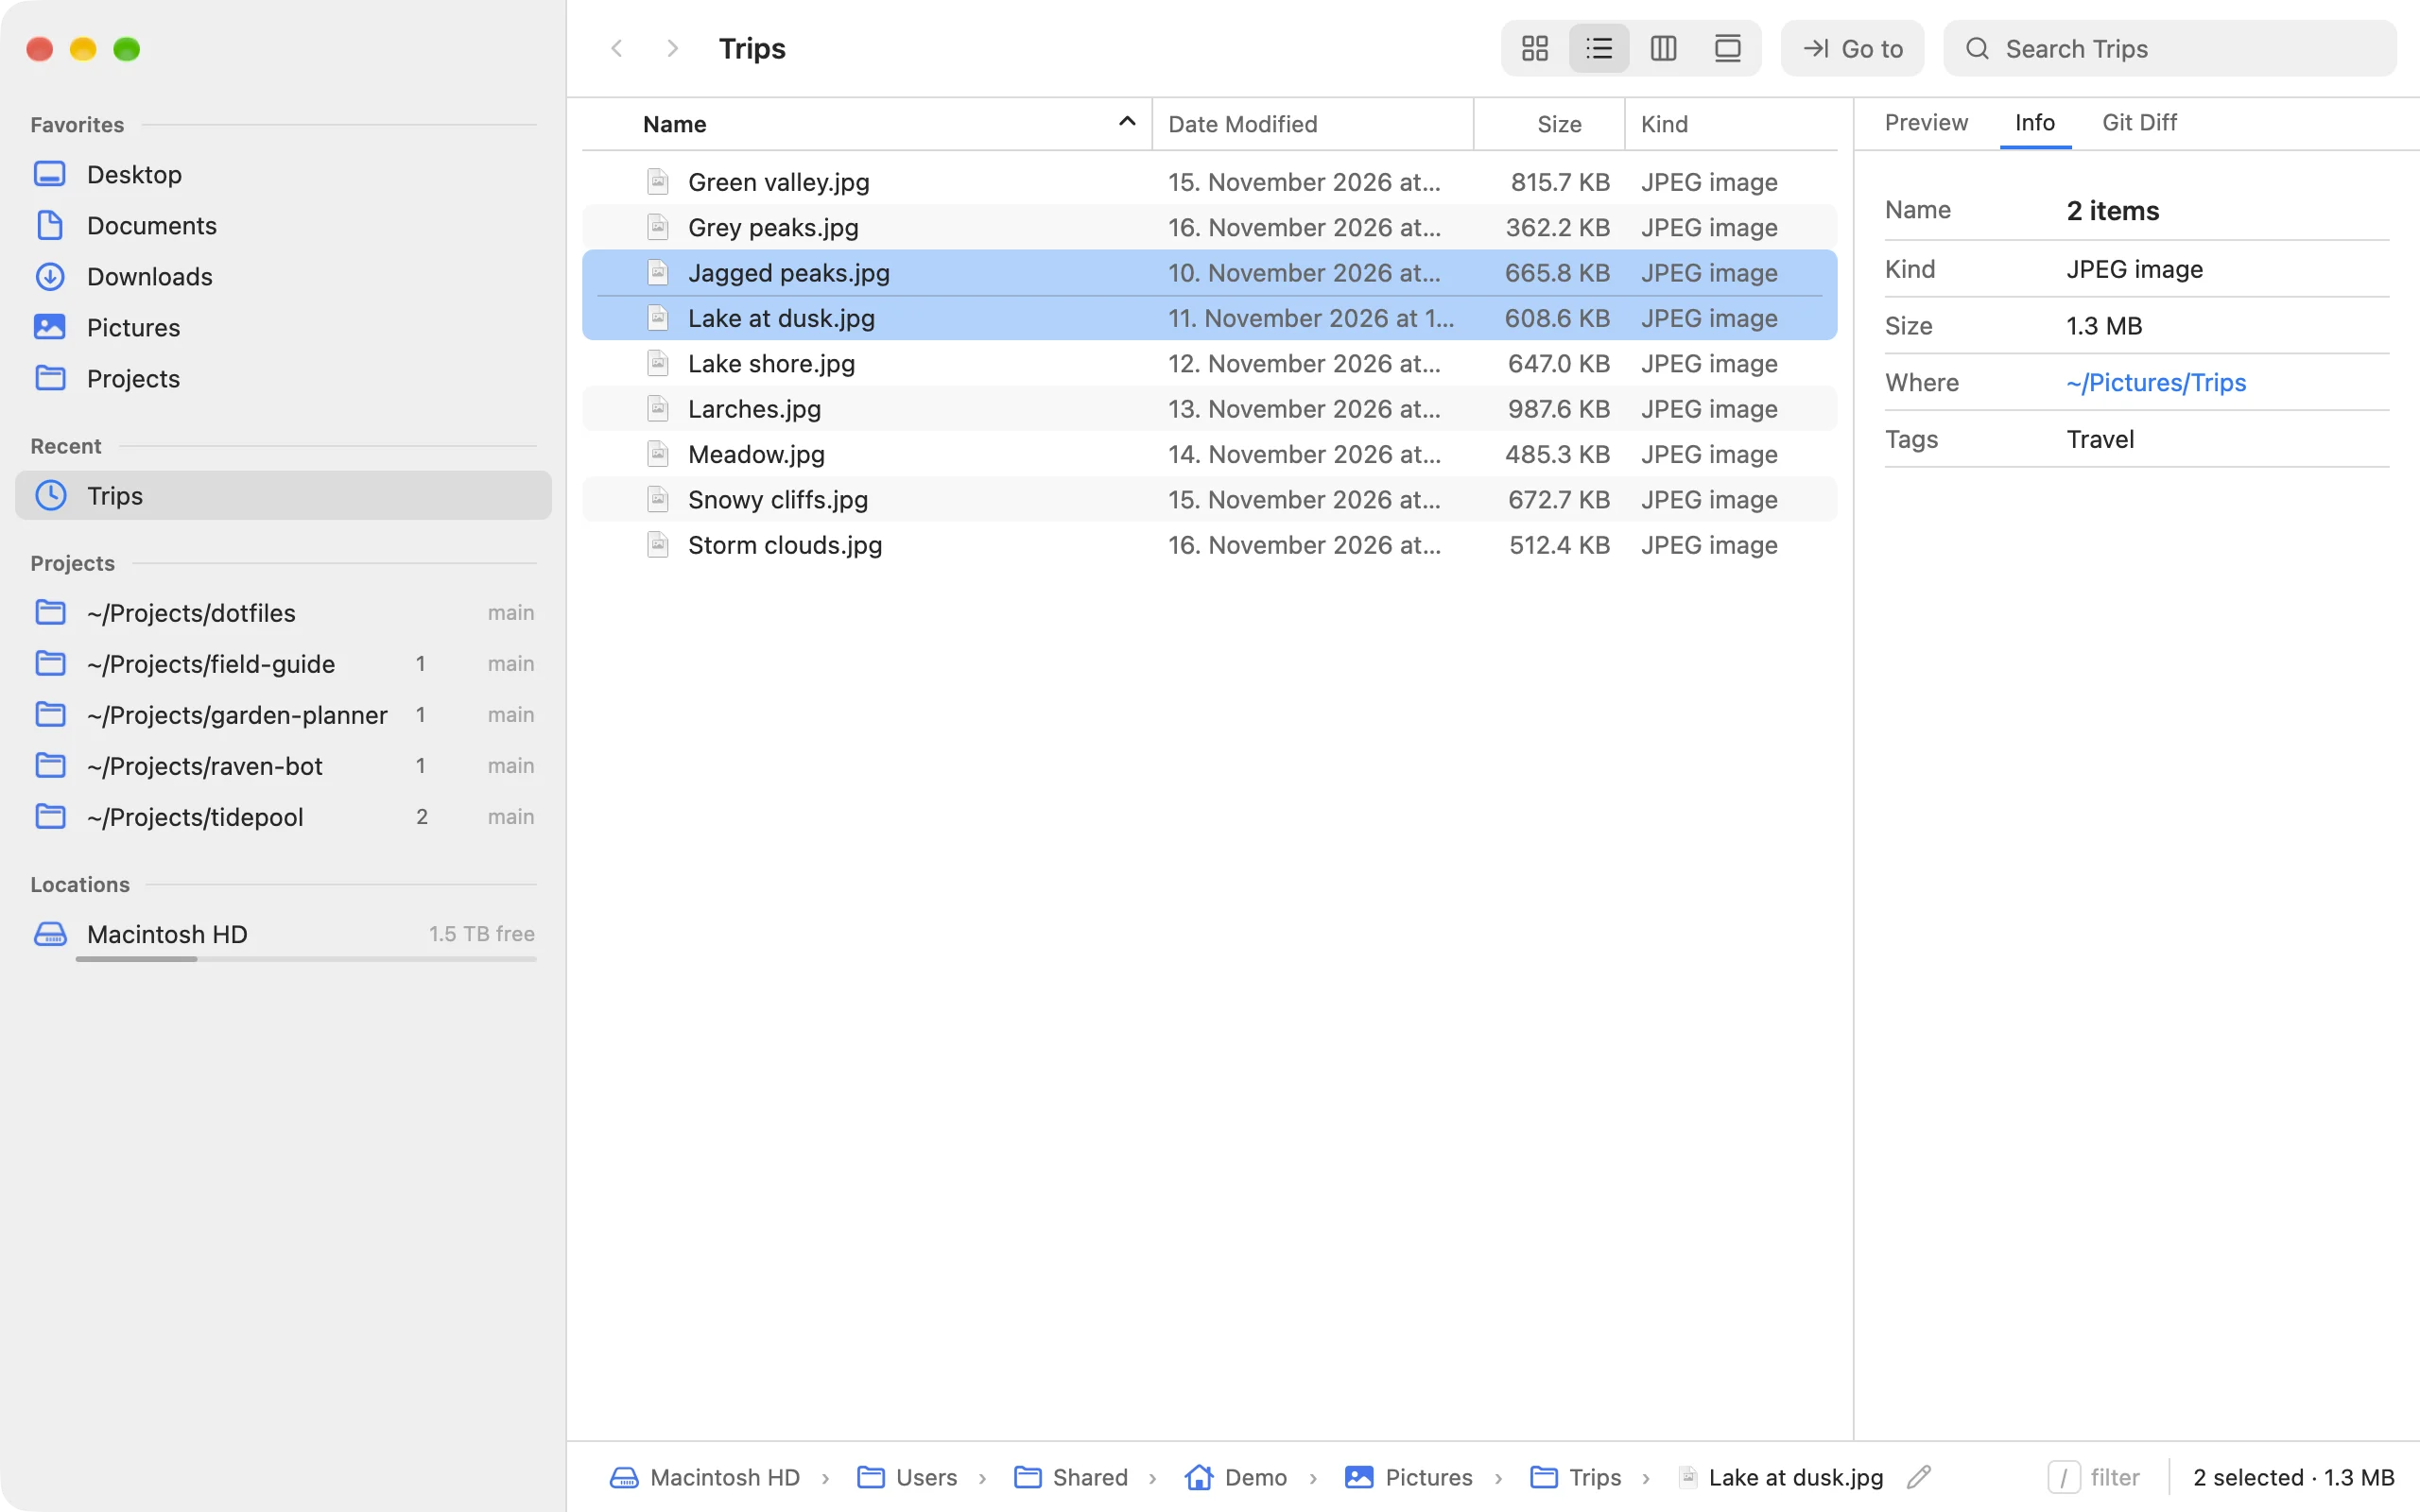 Favorites
Desktop
Documents
Downloads
Pictures
Projects
Recent
Trips
Projects
~/Projects/dotfiles main
~/Projects/field-guide 1 main
~/Projects/garden-planner 1 main
~/Projects/raven-bot 1 main
~/Projects/tidepool 2 main
Locations
Macintosh HD 1.5 TB free
Trips
Go to
Search Trips
Name Date Modified Size Kind
Green valley.jpg 15. November 2026 at... 815.7 KB JPEG image
Grey peaks.jpg 16. November 2026 at... 362.2 KB JPEG image
Jagged peaks.jpg 10. November 2026 at... 665.8 KB JPEG image
Lake at dusk.jpg 11. November 2026 at 1... 608.6 KB JPEG image
Lake shore.jpg 12. November 2026 at... 647.0 KB JPEG image
Larches.jpg 13. November 2026 at... 987.6 KB JPEG image
Meadow.jpg 14. November 2026 at... 485.3 KB JPEG image
Snowy cliffs.jpg 15. November 2026 at... 672.7 KB JPEG image
Storm clouds.jpg 16. November 2026 at... 512.4 KB JPEG image
Preview Info Git Diff
Name 2 items
Kind JPEG image
Size 1.3 MB
Where ~/Pictures/Trips
Tags Travel
Macintosh HD › Users › Shared › Demo › Pictures › Trips › Lake at dusk.jpg
/ filter
2 selected · 1.3 MB